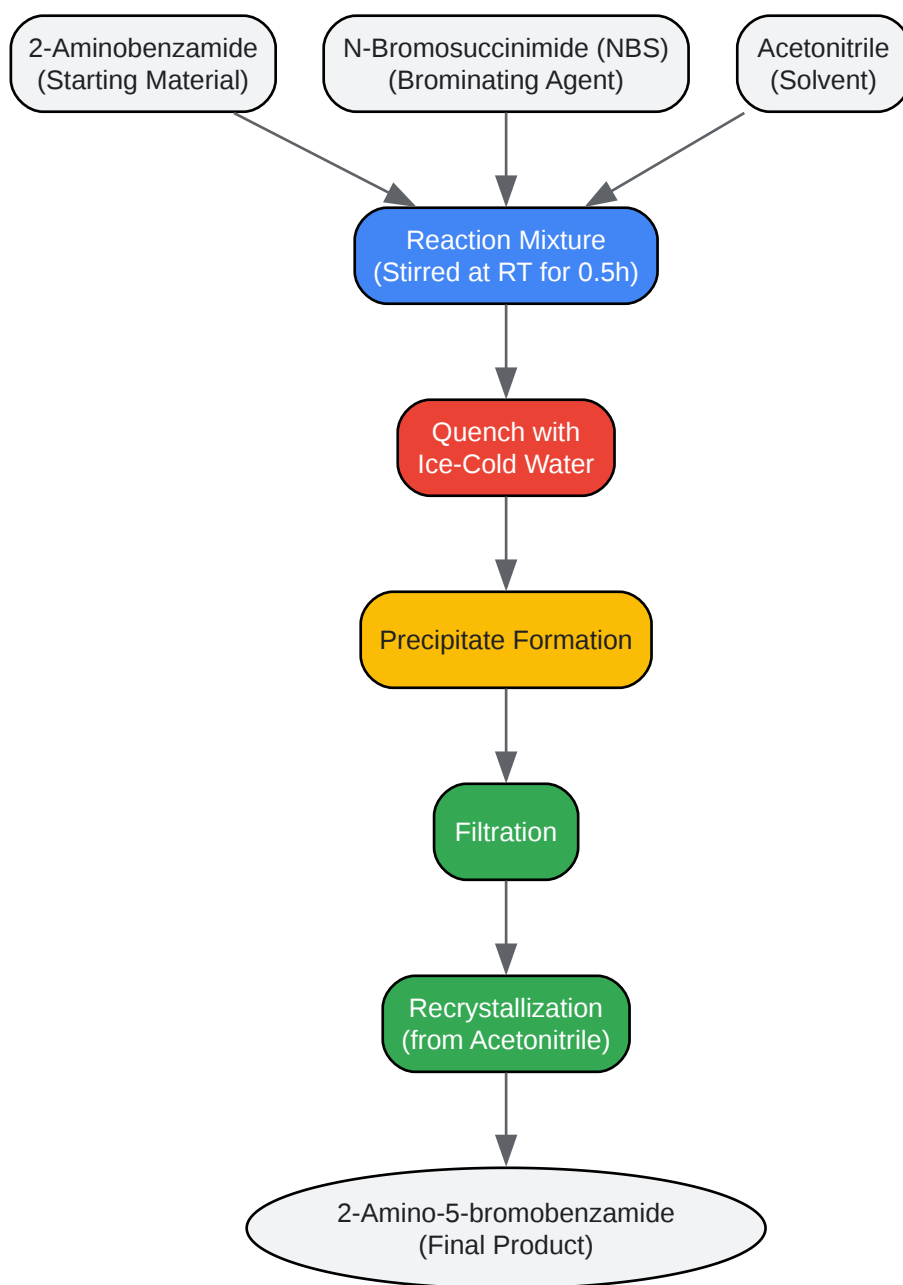 2-Aminobenzamide
(Starting Material)
N-Bromosuccinimide (NBS)
(Brominating Agent)
Acetonitrile
(Solvent)
Reaction Mixture
(Stirred at RT for 0.5h)
Quench with
Ice-Cold Water
Precipitate Formation
Filtration
Recrystallization
(from Acetonitrile)
2-Amino-5-bromobenzamide
(Final Product)